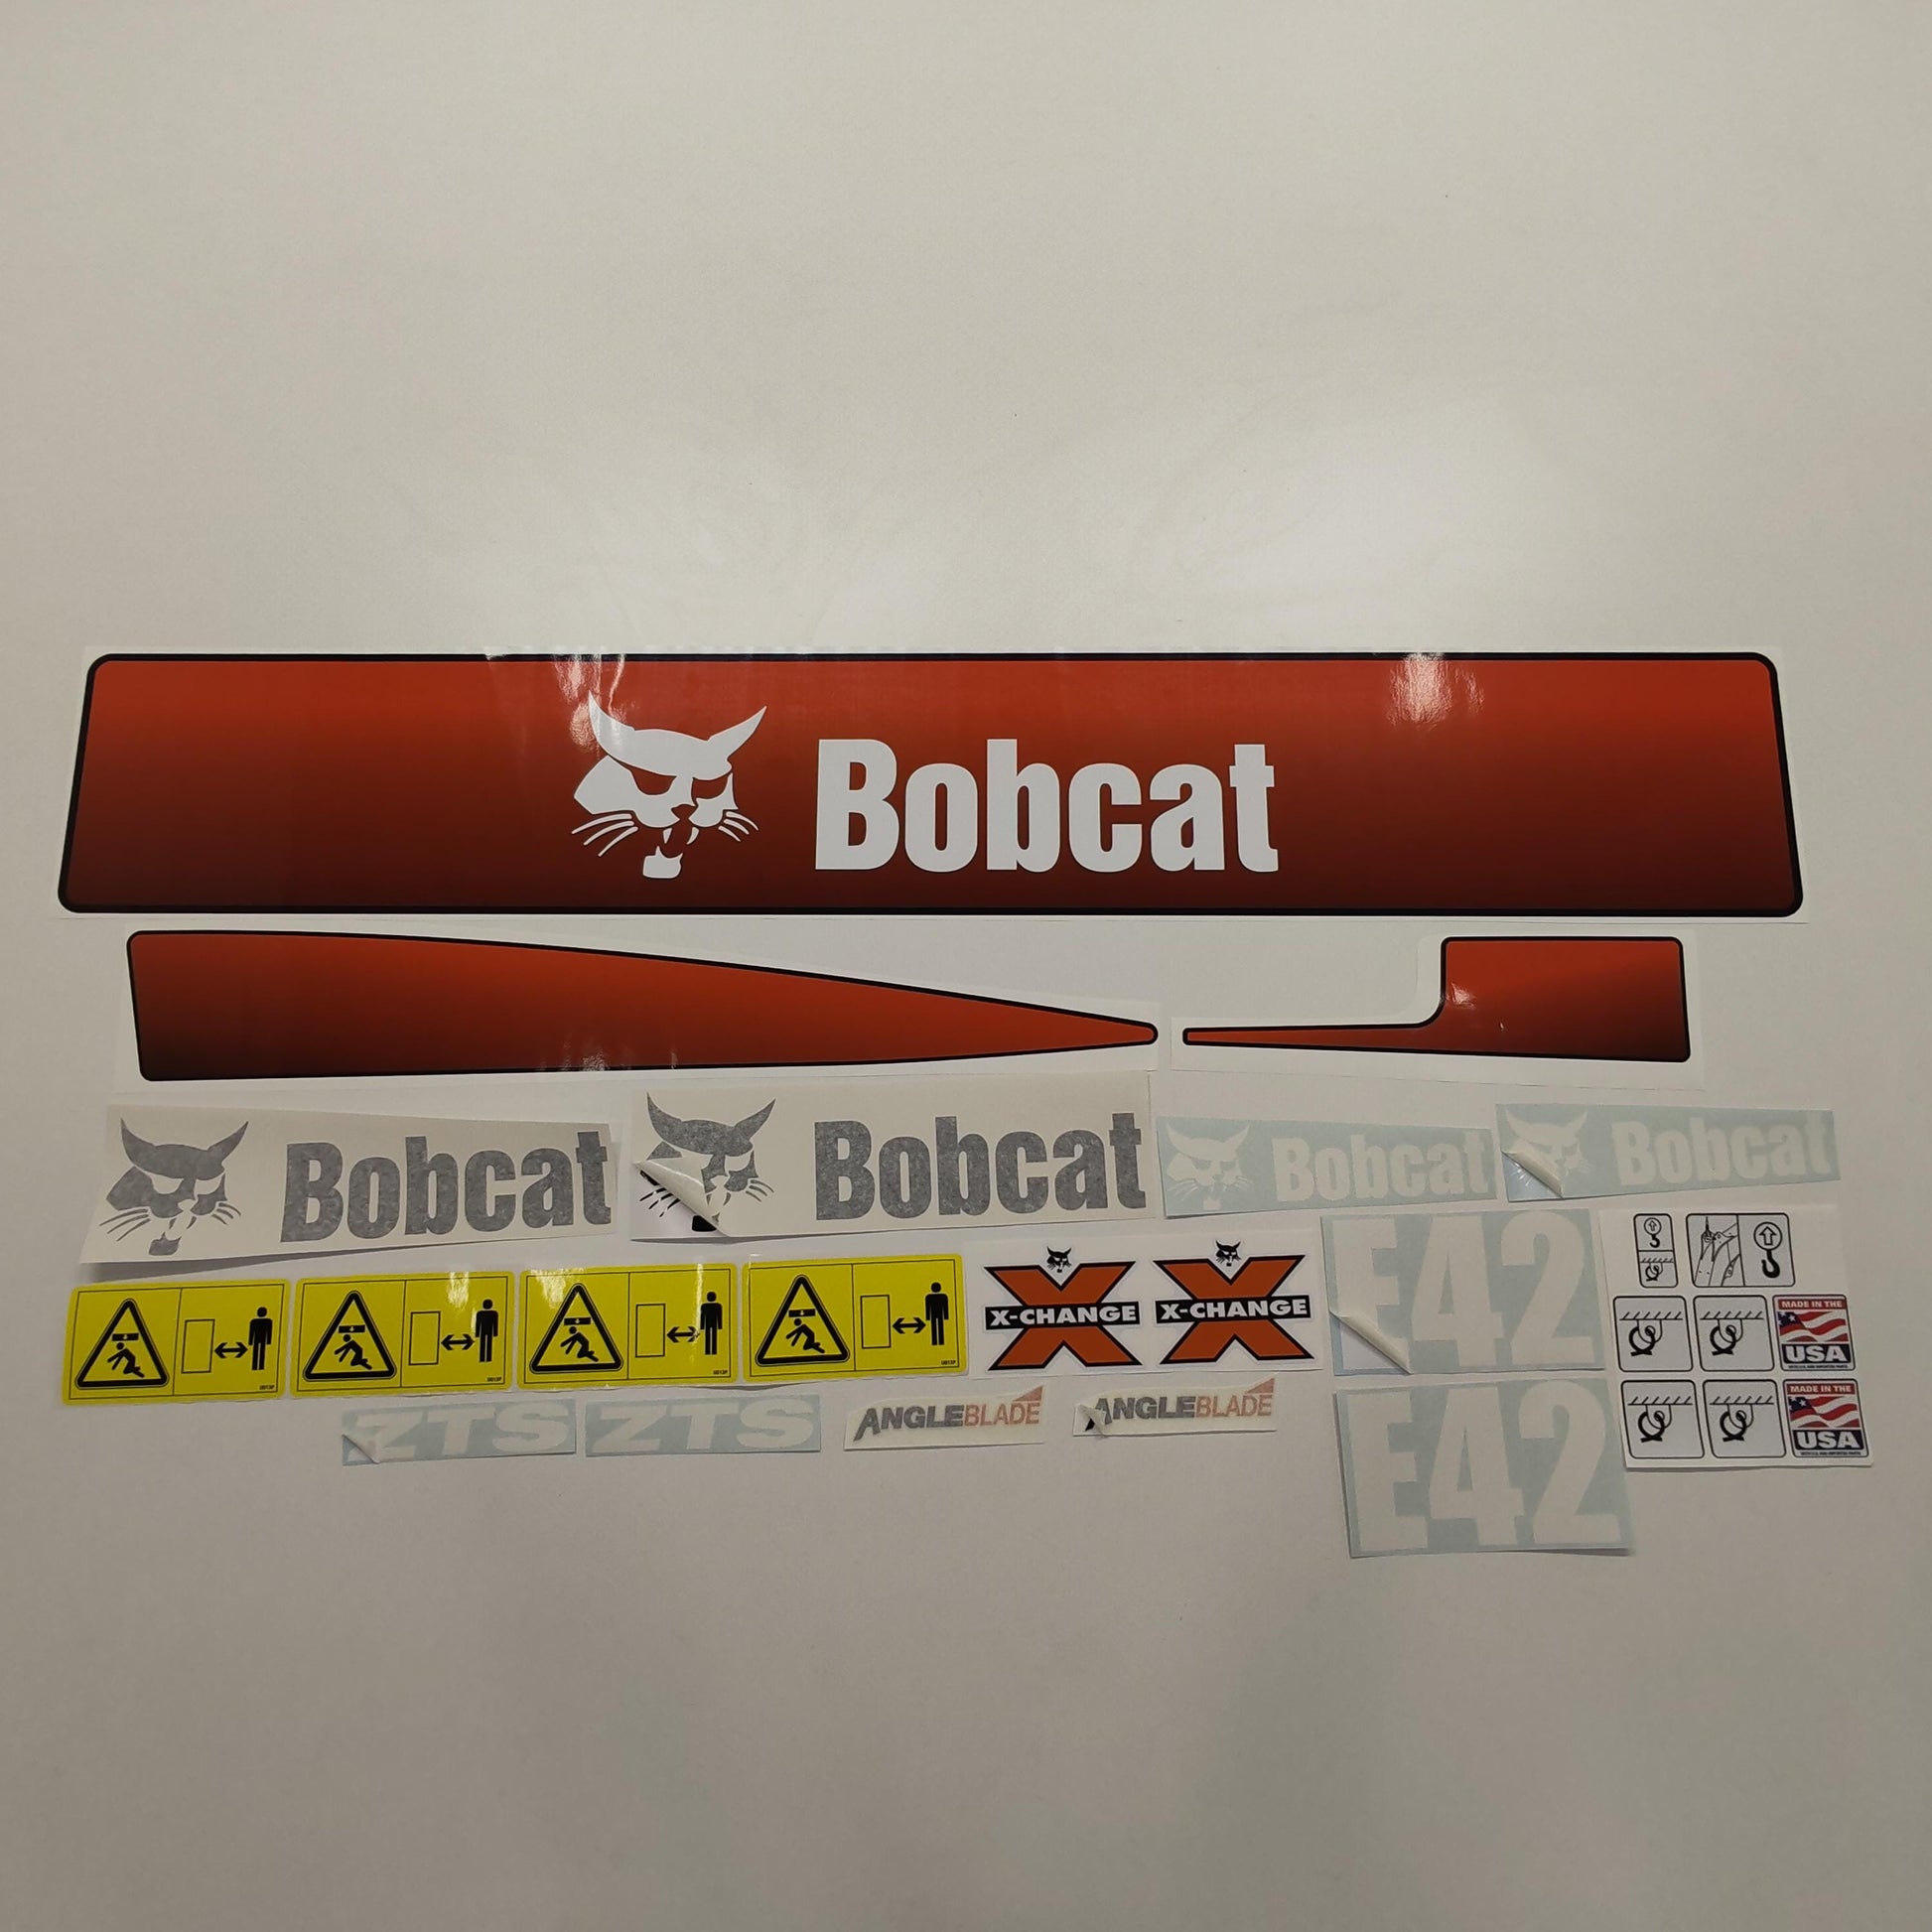 Bobcat
Bobcat
Bobcat
Bobcat
Bobcat
E42
X-CHANGE
X-CHANGE
MADE IN THE
USA
MADE IN THE
USA
ZTS
ZTS
ANGLEBLADE
ANGLEBLADE
E42